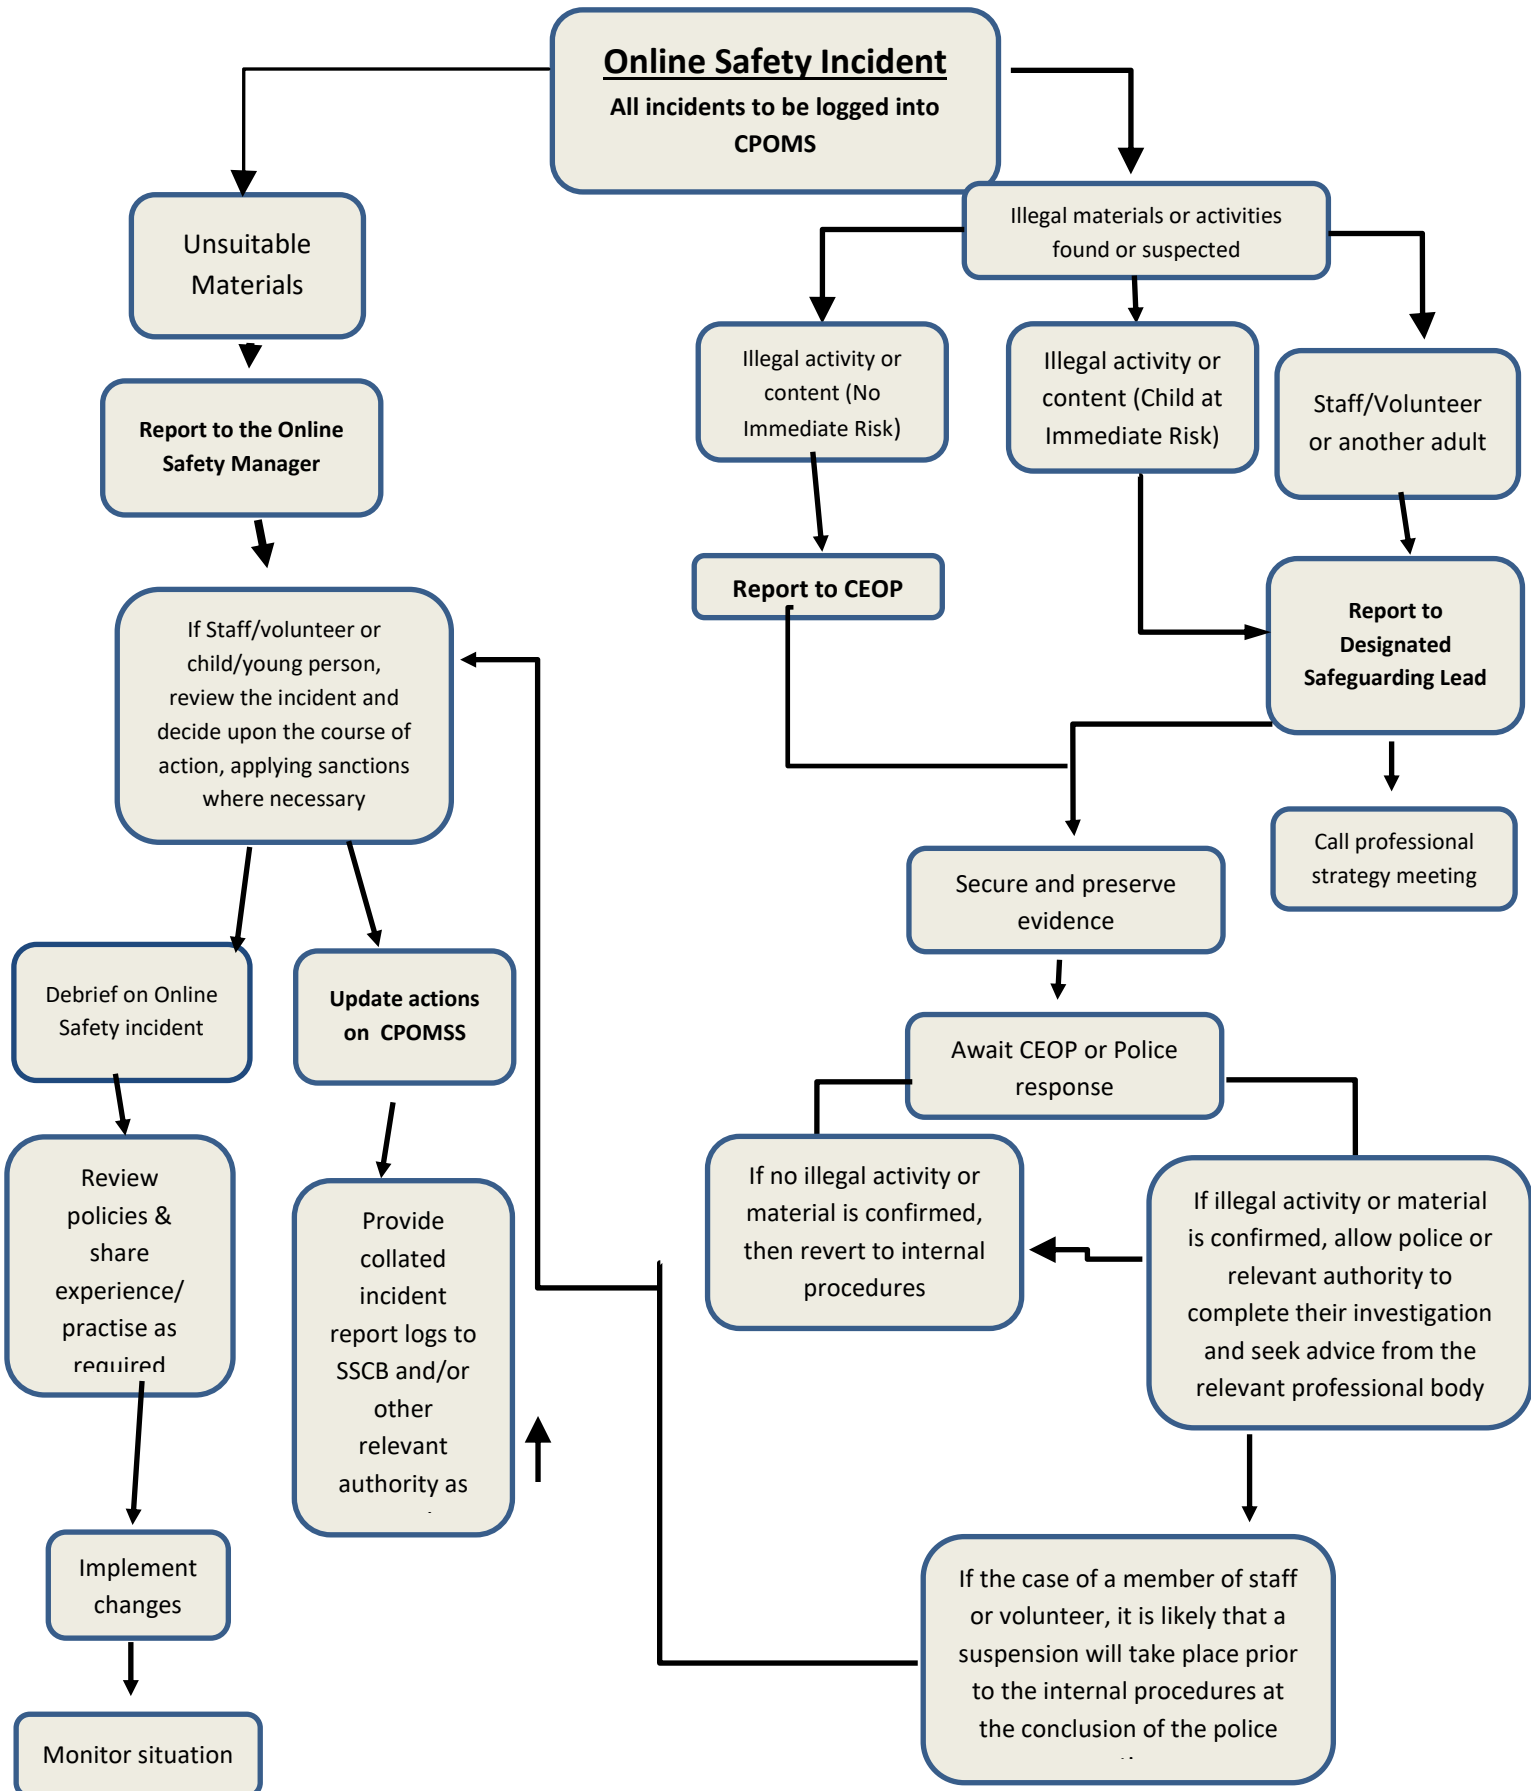 Online Safety Incident
All incidents to be logged into
CPOMS
Unsuitable
Materials
Illegal materials or activities
found or suspected
Illegal activity or
content (No
Immediate Risk)
Illegal activity or
content (Child at
Immediate Risk)
Staff/Volunteer
or another adult
Report to the Online
Safety Manager
Report to CEOP
Report to
Designated
Safeguarding Lead
If Staff/volunteer or
child/young person,
review the incident and
decide upon the course of
action, applying sanctions
where necessary
Call professional
strategy meeting
Secure and preserve
evidence
Debrief on Online
Safety incident
Update actions
on CPOMSS
Await CEOP or Police
response
Review
policies &
share
experience/
practise as
required
Provide
collated
incident
report logs to
SSCB and/or
other
relevant
authority as
If no illegal activity or
material is confirmed,
then revert to internal
procedures
If illegal activity or material
is confirmed, allow police or
relevant authority to
complete their investigation
and seek advice from the
relevant professional body
Implement
changes
If the case of a member of staff
or volunteer, it is likely that a
suspension will take place prior
to the internal procedures at
the conclusion of the police
Monitor situation